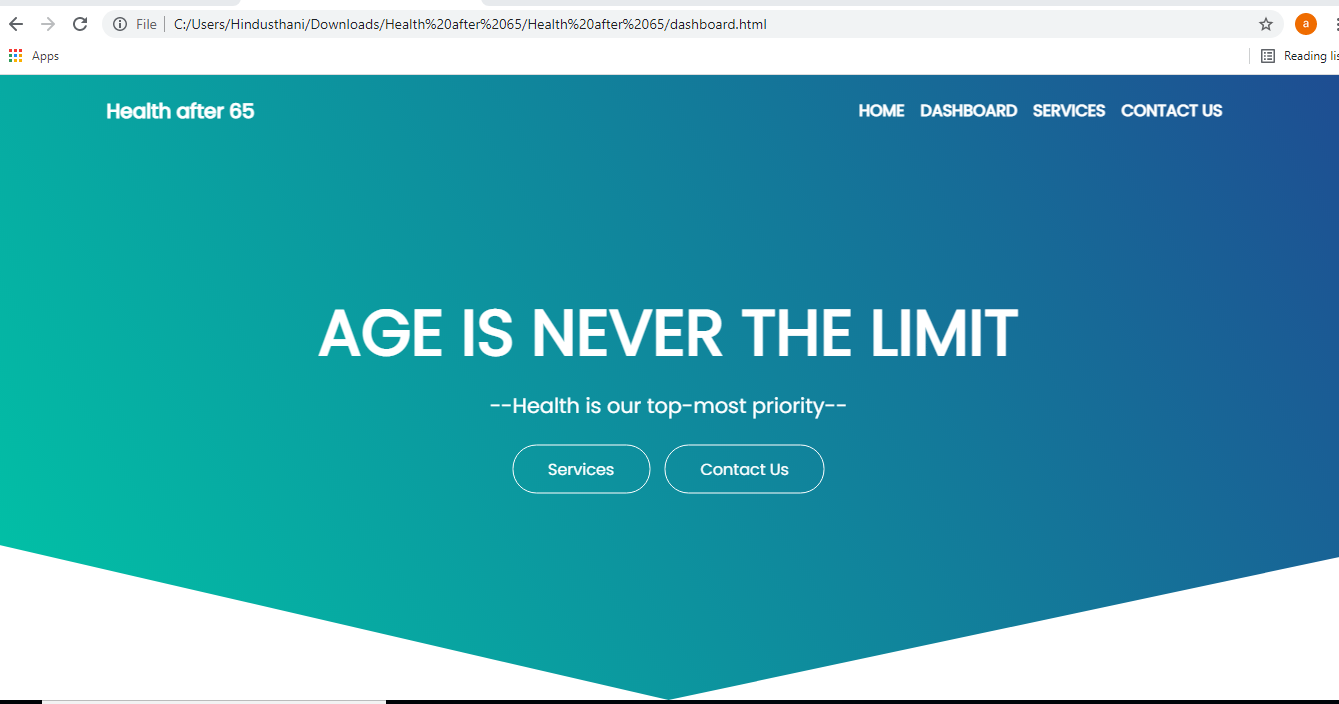 File C:/Users/Hindusthani/Downloads/Health%20after%2065/Health%20after%2065/dashboard.html
a
Apps
Reading lis
Health after 65 HOME DASHBOARD SERVICES CONTACT US
AGE IS NEVER THE LIMIT
--Health is our top-most priority--
Services Contact Us